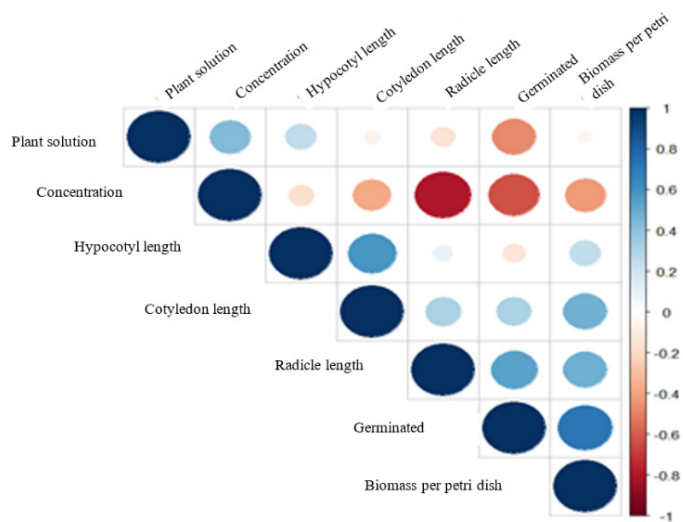 Plant solution
Concentration
Hypocotyl length
Cotyledon length
Radicle length
Germinated
Biomass per petri
dish
Plant solution
Concentration
Hypocotyl length
Cotyledon length
Radicle length
Germinated
Biomass per petri dish
1
0.8
0.6
0.4
0.2
0
-0.2
-0.4
-0.6
-0.8
-1